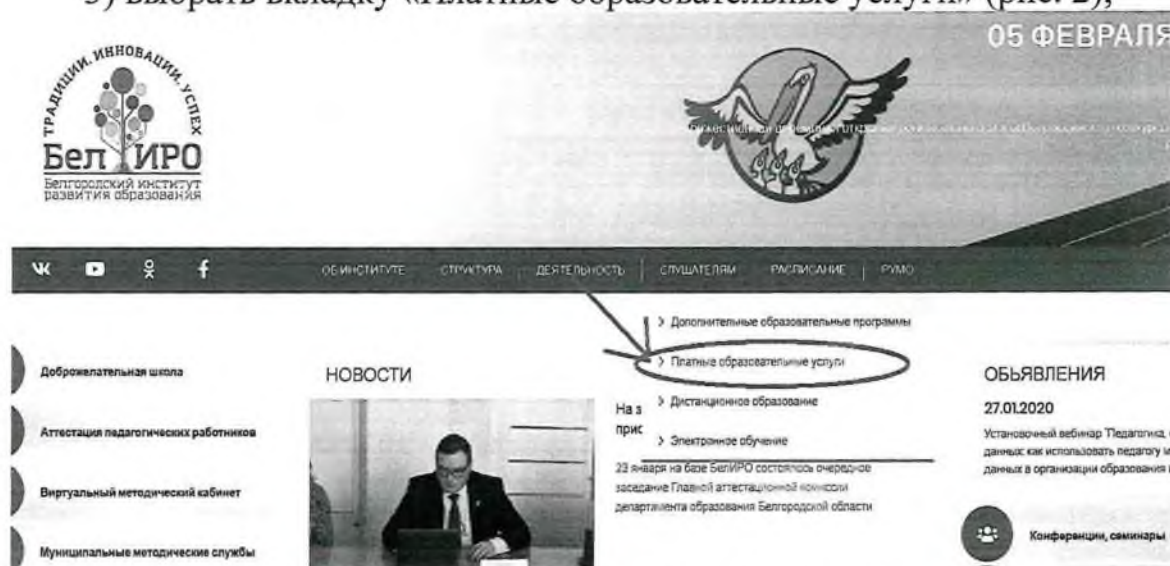 3) выбрать вкладку «Платные образовательные услуги» (рис. 2);
05 ФЕВРАЛЯ
ТРАДИЦИИ, ИННОВАЦИИ, УСПЕХ
БелИРО
Белгородский институт
развития образования
ОБ ИНСТИТУТЕ СТРУКТУРА ДЕЯТЕЛЬНОСТЬ СЛУШАТЕЛЯМ РАСПИСАНИЕ РУМО
> Дополнительные образовательные программы
> Платные образовательные услуги
> Дистанционное образование
> Электронное обучение
Доброжелательная школа
Аттестация педагогических работников
Виртуальный методический кабинет
Муниципальные методические службы
НОВОСТИ
На з
прис
23 января на базе БелИРО состоялось очередное
заседание Главной аттестационной комиссии
департамента образования Белгородской области
ОБЪЯВЛЕНИЯ
27.01.2020
Установочный вебинар "Педагогика,
данных: как использовать педагогу
данных в организации образования
Конференции, семинары